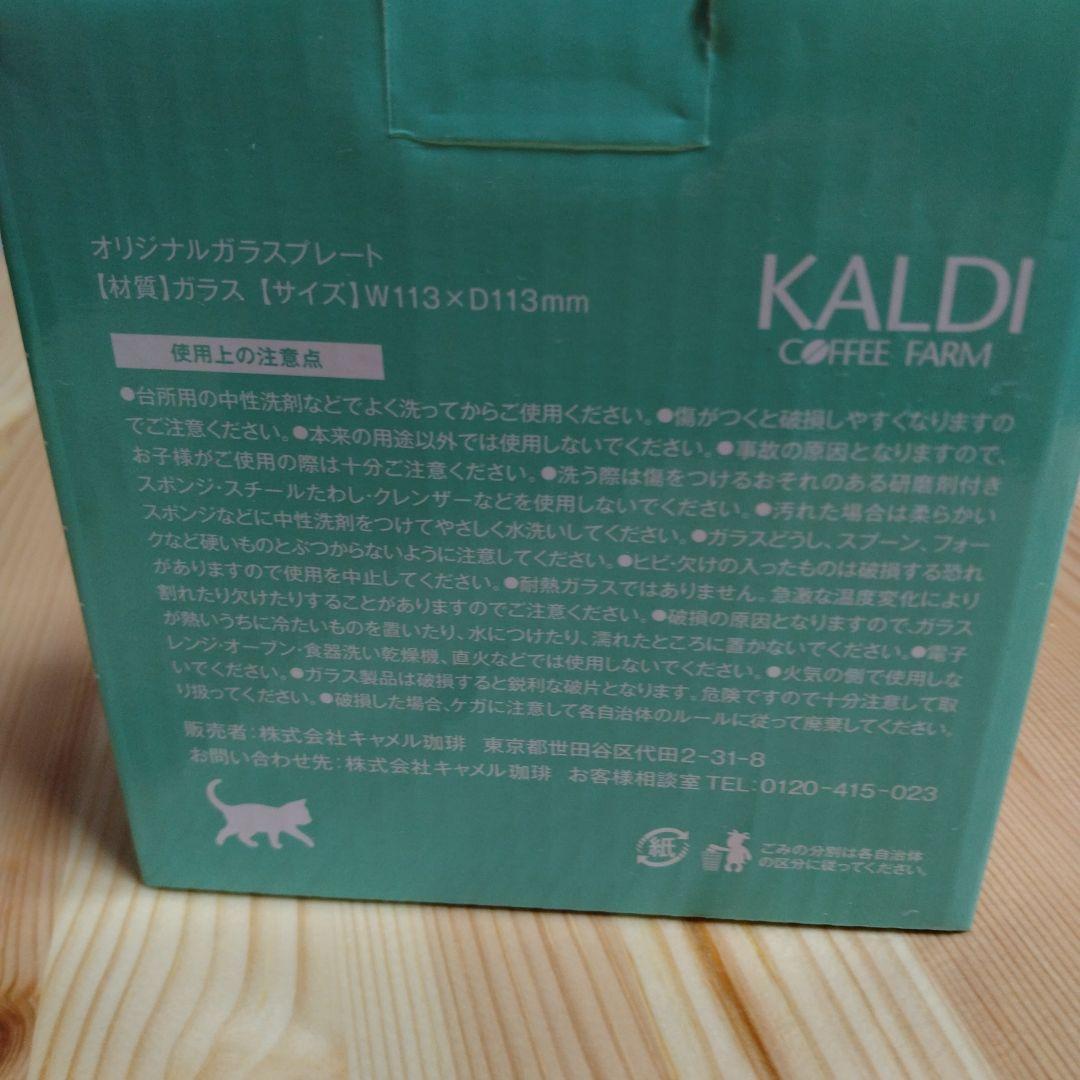 オリジナルガラスプレート
【材質】ガラス【サイズ】W113×D113mm
KALDI
COFFEE FARM
使用上の注意点
●台所用の中性洗剤などでよく洗ってからご使用ください。●傷がつくと破損しやすくなりますの
でご注意ください。●本来の用途以外では使用しないでください。●事故の原因となりますので、
お子様がご使用の際は十分ご注意ください。●洗う際は傷をつけるおそれのある研磨剤付き
スポンジ・スチールたわし・クレンザーなどを使用しないでください。●汚れた場合は柔らかい
スポンジなどに中性洗剤をつけてやさしく水洗いしてください。●ガラスどうし、スプーン、フォー
クなど硬いものとぶつからないように注意してください。●ヒビ・欠けの入ったものは破損する恐れ
がありますので使用を中止してください。●耐熱ガラスではありません。急激な温度変化により
割れたり欠けたりすることがありますのでご注意ください。●破損の原因となりますので、ガラス
が熱いうちに冷たいものを置いたり、水につけたり、濡れたところに置かないでください。●電子
レンジ・オーブン・食器洗い乾燥機、直火などでは使用しないでください。●火気の側で使用しな
いでください。●ガラス製品は破損すると鋭利な破片となります。危険ですので十分注意して取
り扱ってください。●破損した場合、ケガに注意して各自治体のルールに従って廃棄してください。
販売者：株式会社キャメル珈琲 東京都世田谷区代田2-31-8
お問い合わせ先：株式会社キャメル珈琲 お客様相談室 TEL：0120-415-023
紙
ごみの分別は各自治体
の区分に従ってください。